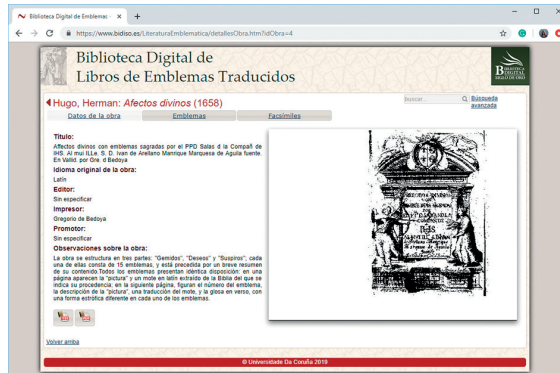 Biblioteca Digital de Emblemas
https://www.bidiso.es/LiteraturaEmblematica/detallesObra.htm?idObra=4
Biblioteca Digital de
Libros de Emblemas Traducidos
BIBLIOTECA
DIGITAL
SIGLO DE ORO
Hugo, Herman: Afectos divinos (1658)
buscar...
Búsqueda
avanzada
Datos de la obra
Emblemas
Facsímiles
Título:
Affectos divinos con emblemas sagradas por el PPD Salas d la Compañ de
IHS. Al mui ILLe. S. D. Ivan de Arellano Manrique Marquesa de Aguila fuente.
En Vallid. por Gre. d Bedoya
Idioma original de la obra:
Latín
Editor:
Sin especificar
Impresor:
Gregorio de Bedoya
Promotor:
Sin especificar
Observaciones sobre la obra:
La obra se estructura en tres partes: "Gemidos", "Deseos" y "Suspiros"; cada
una de ellas consta de 15 emblemas, y está precedida por un breve resumen
de su contenido.Todos los emblemas presentan idéntica disposición: en una
página aparecen la "pictura" y un mote en latín extraído de la Biblia del que se
indica su procedencia; en la siguiente página, figuran el número del emblema,
la descripción de la "pictura", una traducción del mote, y la glosa en verso, con
una forma estrófica diferente en cada uno de los emblemas.
Volver arriba
© Universidade Da Coruña 2019